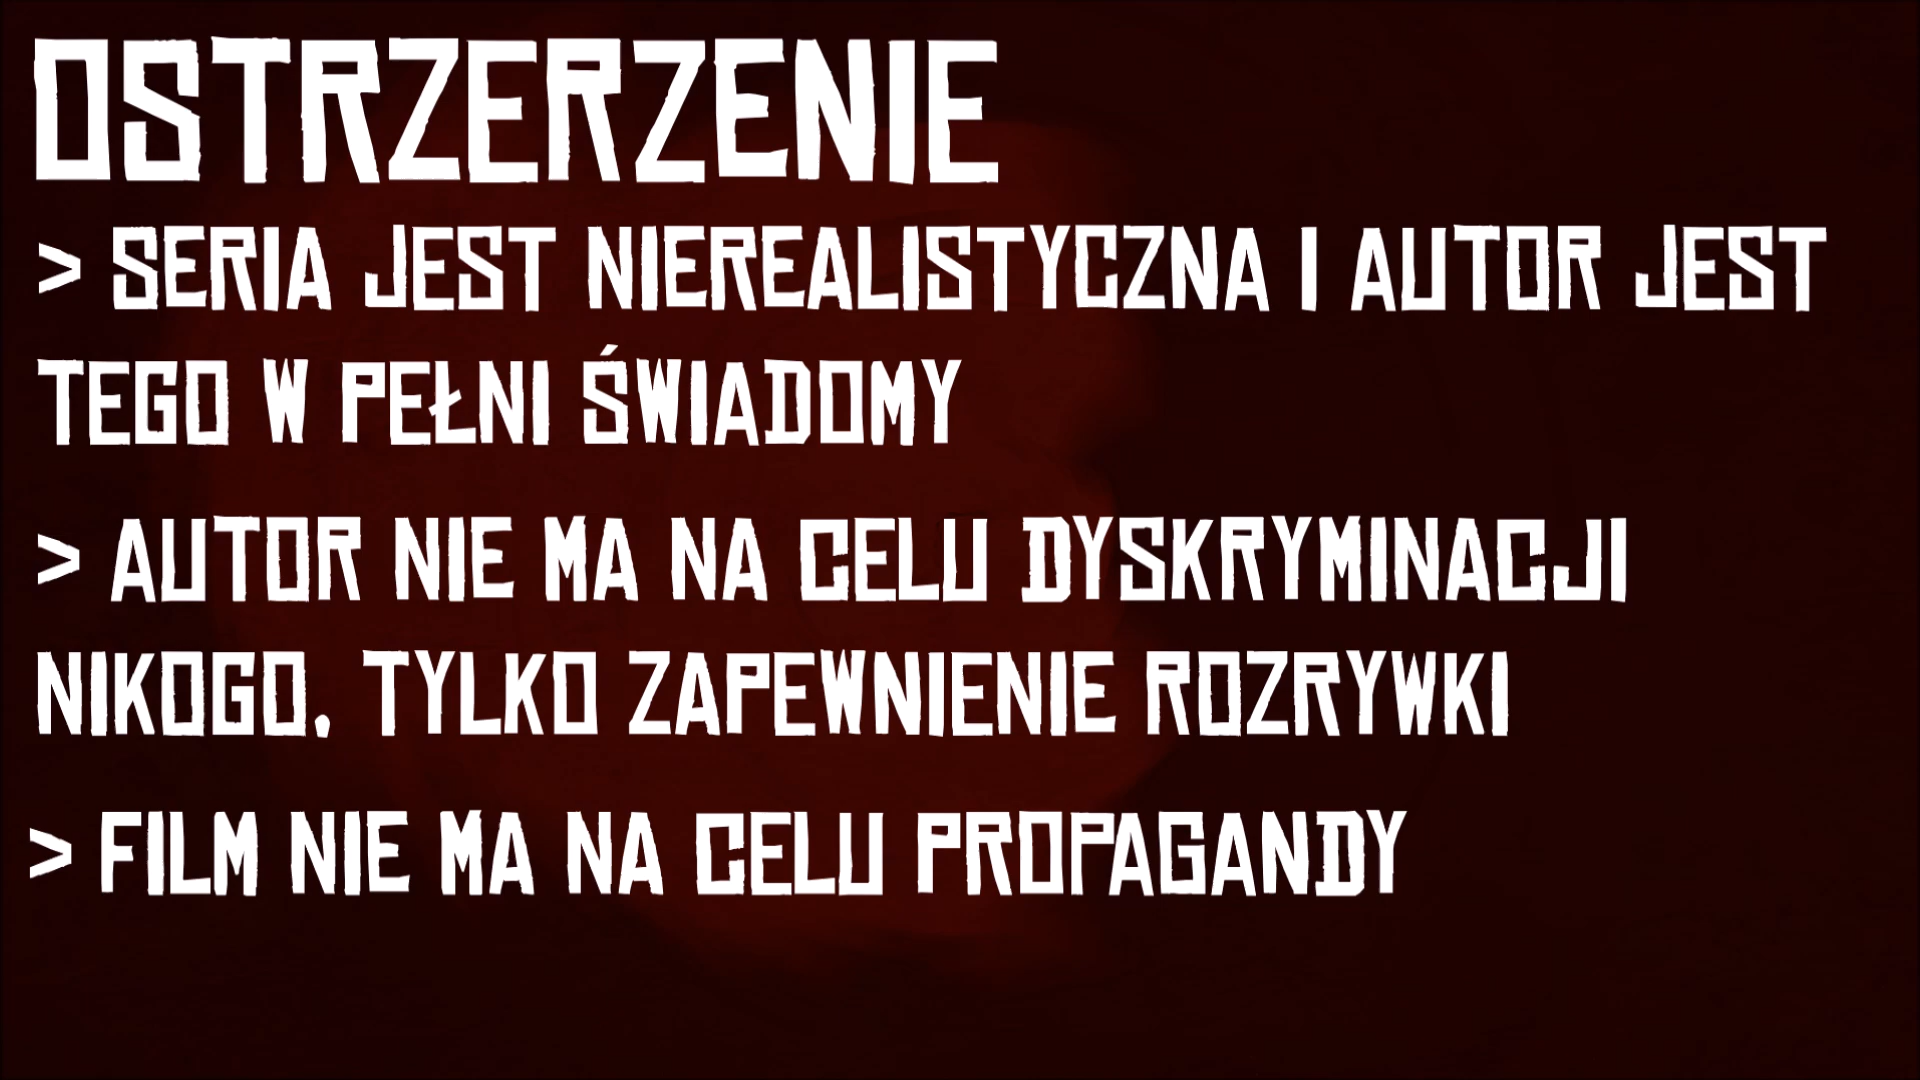 OSTRZERZENIE
> SERIA JEST NIEREALISTYCZNA I AUTOR JEST
TEGO W PEŁNI ŚWIADOMY
> AUTOR NIE MA NA CELU DYSKRYMINACJI
NIKOGO, TYLKO ZAPEWNIENIE ROZRYWKI
> FILM NIE MA NA CELU PROPAGANDY